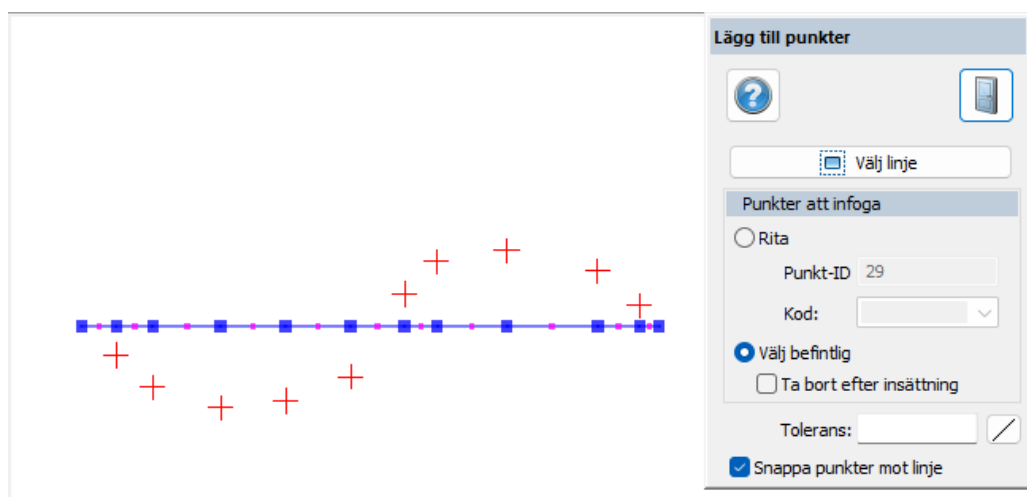 Lägg till punkter
Välj linje
Punkter att infoga
Rita
Punkt-ID 29
Kod:
Välj befintlig
Ta bort efter insättning
Tolerans:
Snappa punkter mot linje